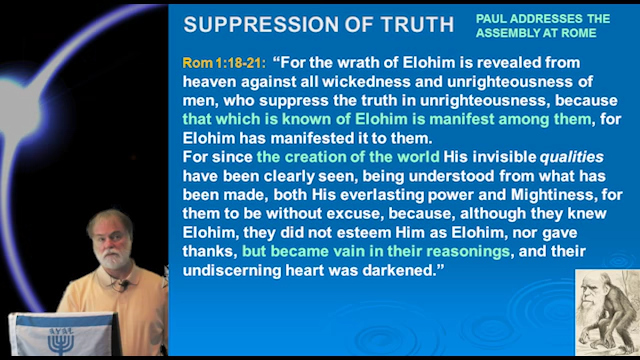 SUPPRESSION OF TRUTH
PAUL ADDRESSES THE
ASSEMBLY AT ROME
Rom 1:18-21: “For the wrath of Elohim is revealed from
heaven against all wickedness and unrighteousness of
men, who suppress the truth in unrighteousness, because
that which is known of Elohim is manifest among them, for
Elohim has manifested it to them.
For since the creation of the world His invisible qualities
have been clearly seen, being understood from what has
been made, both His everlasting power and Mightiness, for
them to be without excuse, because, although they knew
Elohim, they did not esteem Him as Elohim, nor gave
thanks, but became vain in their reasonings, and their
undiscerning heart was darkened.”